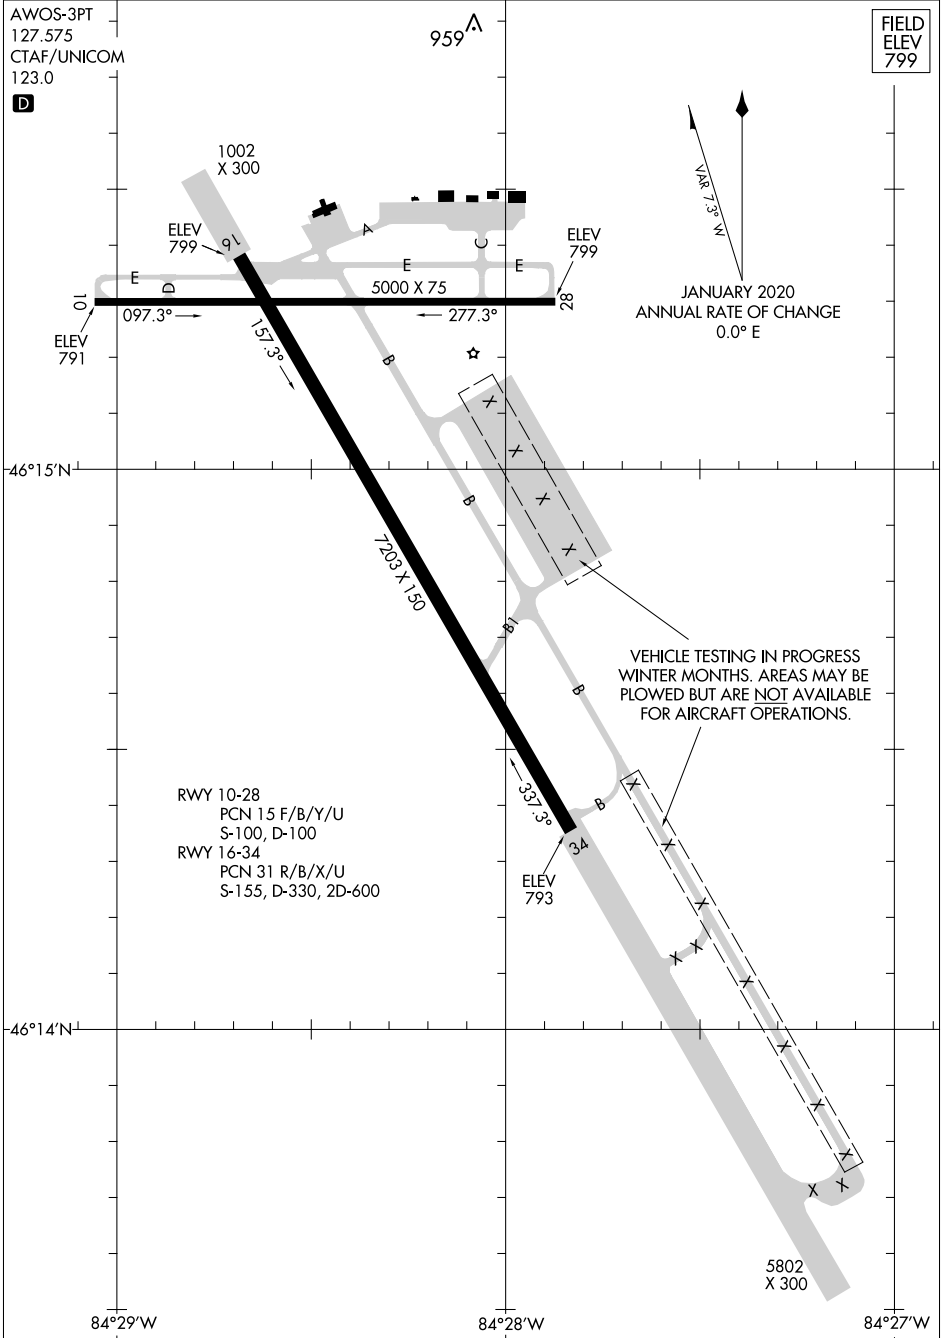 AWOS-3PT
127.575
CTAF/UNICOM
123.0
D
959
FIELD
ELEV
799
1002
X 300
VAR 7.3° W
JANUARY 2020
ANNUAL RATE OF CHANGE
0.0° E
ELEV
799
16
A
C
ELEV
799
E
D
E
E
10
5000 X 75
28
097.3°
277.3°
ELEV
791
157.3°
B
X
X
46°15'N
B
X
X
7203 X 150
B1
VEHICLE TESTING IN PROGRESS
WINTER MONTHS. AREAS MAY BE
PLOWED BUT ARE NOT AVAILABLE
FOR AIRCRAFT OPERATIONS.
B
337.3°
B
X
RWY 10-28
PCN 15 F/B/Y/U
S-100, D-100
RWY 16-34
PCN 31 R/B/X/U
S-155, D-330, 2D-600
34
X
ELEV
793
X
X
X
X
46°14'N
X
X
X
X
X
5802
X 300
84°29'W
84°28'W
84°27'W